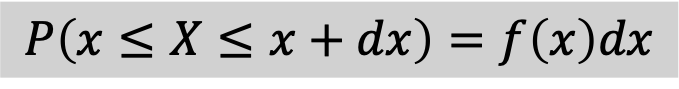 P(x ≤ X ≤ x + dx) = f(x)dx